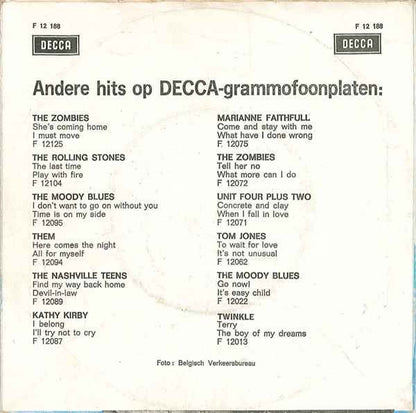 F 12 188
F 12 188
DECCA
DECCA
Andere hits op DECCA-grammofoonplaten:
THE ZOMBIES
She's coming home
I must move
F 12125
THE ROLLING STONES
The last time
Play with fire
F 12104
THE MOODY BLUES
I don't want to go on without you
Time is on my side
F 12095
THEM
Here comes the night
All for myself
F 12094
THE NASHVILLE TEENS
Find my way back home
Devil-in-law
F 12089
KATHY KIRBY
I belong
I'll try not to cry
F 12087
MARIANNE FAITHFULL
Come and stay with me
What have I done wrong
F 12075
THE ZOMBIES
Tell her no
What more can I do
F 12072
UNIT FOUR PLUS TWO
Concrete and clay
When I fall in love
F 12071
TOM JONES
To wait for love
It's not unusual
F 12062
THE MOODY BLUES
Go now!
It's easy child
F 12022
TWINKLE
Terry
The boy of my dreams
F 12013
Foto: Belgisch Verkeersbureau